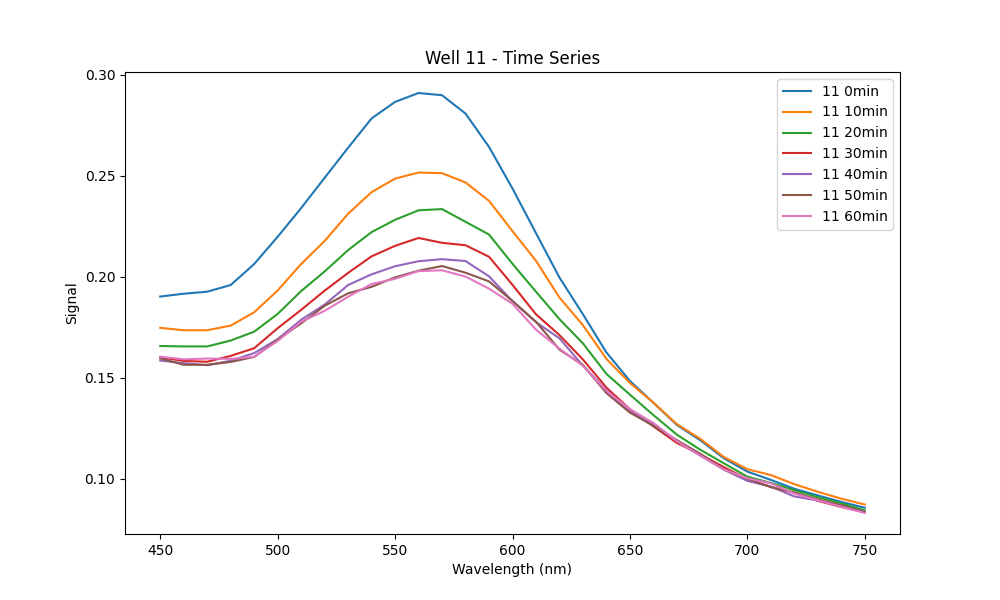 Well 11 - Time Series
0.30
0.25
0.20
0.15
0.10
Signal
11 0min
11 10min
11 20min
11 30min
11 40min
11 50min
11 60min
450 500 550 600 650 700 750
Wavelength (nm)